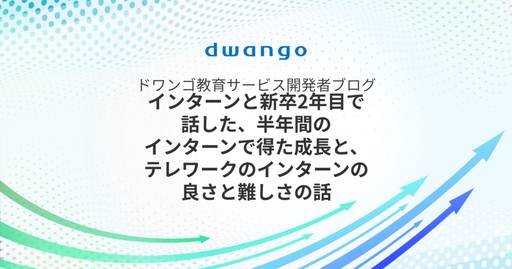 dwango
ドワンゴ教育サービス開発者ブログ
インターンと新卒2年目で
話した、半年間の
インターンで得た成長と、
テレワークのインターンの
良さと難しさの話